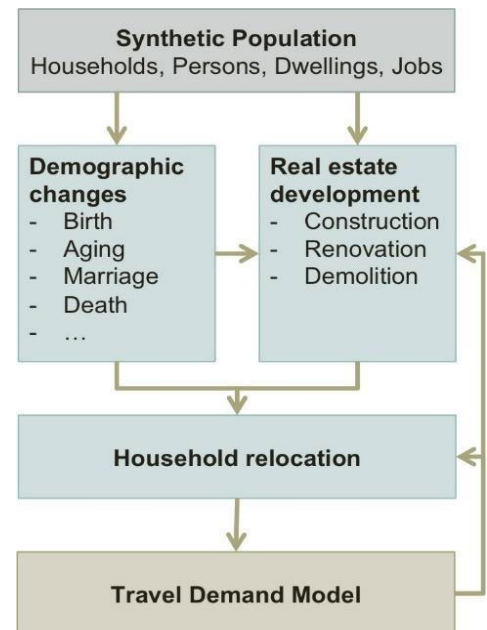 Synthetic Population
Households, Persons, Dwellings, Jobs
Demographic
changes
- Birth
- Aging
- Marriage
- Death
- …
Real estate
development
- Construction
- Renovation
- Demolition
Household relocation
Travel Demand Model